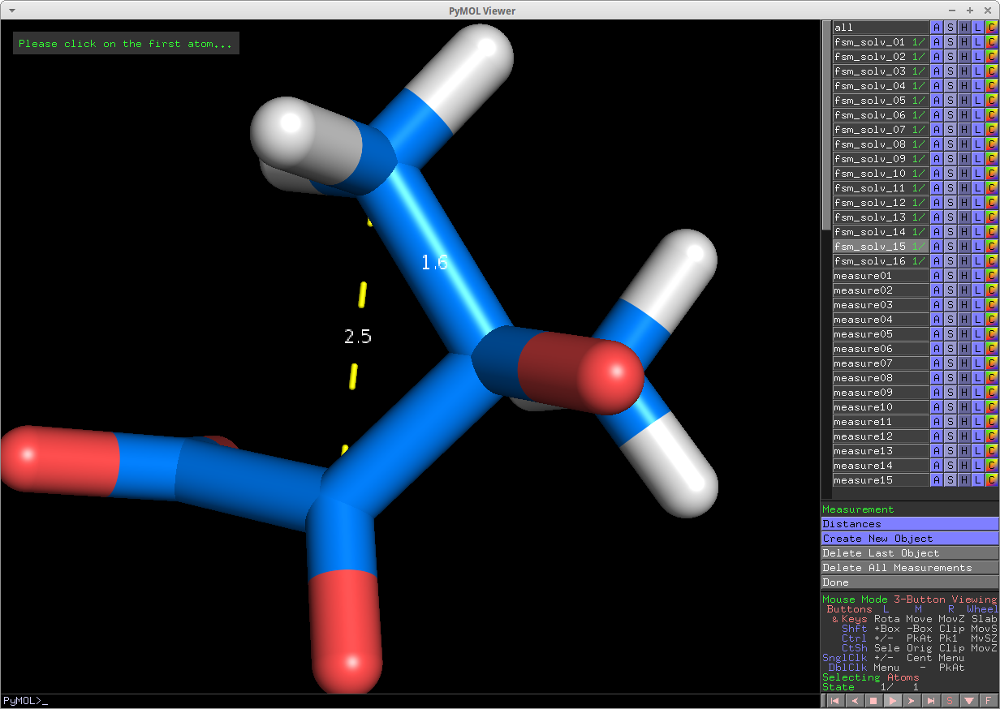 PyMOL Viewer
Please click on the first atom...
1.6
2.5
all A S H L C
fsm_solv_01 1/ A S H L C
fsm_solv_02 1/ A S H L C
fsm_solv_03 1/ A S H L C
fsm_solv_04 1/ A S H L C
fsm_solv_05 1/ A S H L C
fsm_solv_06 1/ A S H L C
fsm_solv_07 1/ A S H L C
fsm_solv_08 1/ A S H L C
fsm_solv_09 1/ A S H L C
fsm_solv_10 1/ A S H L C
fsm_solv_11 1/ A S H L C
fsm_solv_12 1/ A S H L C
fsm_solv_13 1/ A S H L C
fsm_solv_14 1/ A S H L C
fsm_solv_15 1/ A S H L C
fsm_solv_16 1/ A S H L C
measure01 A S H L C
measure02 A S H L C
measure03 A S H L C
measure04 A S H L C
measure05 A S H L C
measure06 A S H L C
measure07 A S H L C
measure08 A S H L C
measure09 A S H L C
measure10 A S H L C
measure11 A S H L C
measure12 A S H L C
measure13 A S H L C
measure14 A S H L C
measure15 A S H L C
Measurement
Distances
Create New Object
Delete Last Object
Delete All Measurements
Done
Mouse Mode 3-Button Viewing
Buttons L M R Wheel
& Keys Rota Move MovZ Slab
Shft +Box -Box Clip MovS
Ctrl +/- PkAt Pk1 MvSZ
CtSh Sele Orig Clip MovZ
SnglClk +/- Cent Menu
DblClk Menu - PkAt
Selecting Atoms
State 1/ 1
S F
PyMOL>_